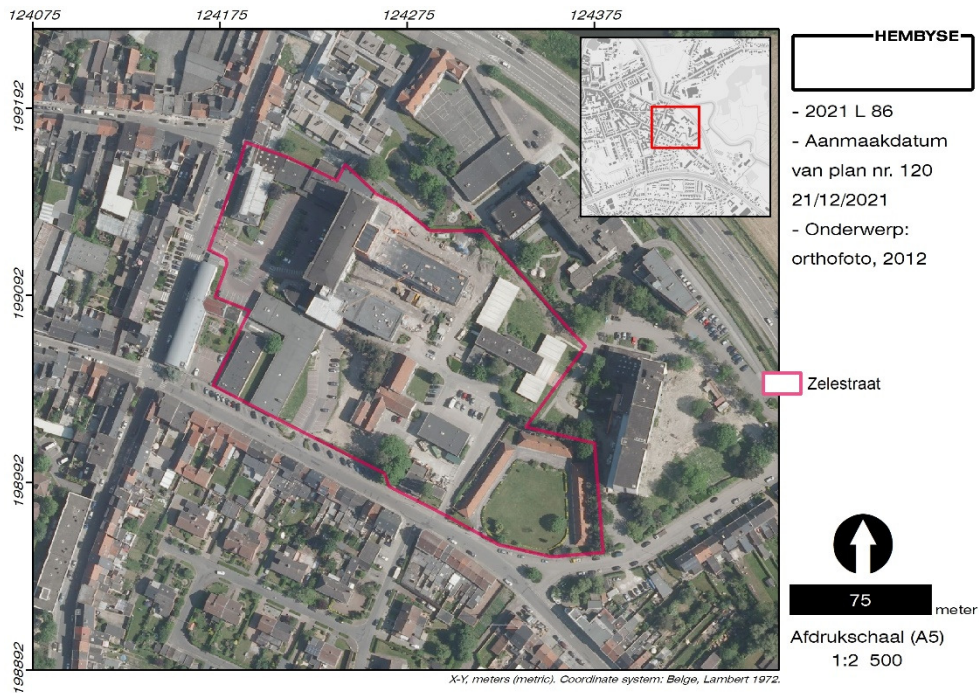 124075 124175 124275 124375
199192
199092
198992
198892
HEMBYSE
- 2021 L 86
- Aanmaakdatum
van plan nr. 120
21/12/2021
- Onderwerp:
orthofoto, 2012
Zelestraat
75
meter
Afdrukschaal (A5)
1:2 500
X-Y, meters (metric). Coordinate system: Belge, Lambert 1972.